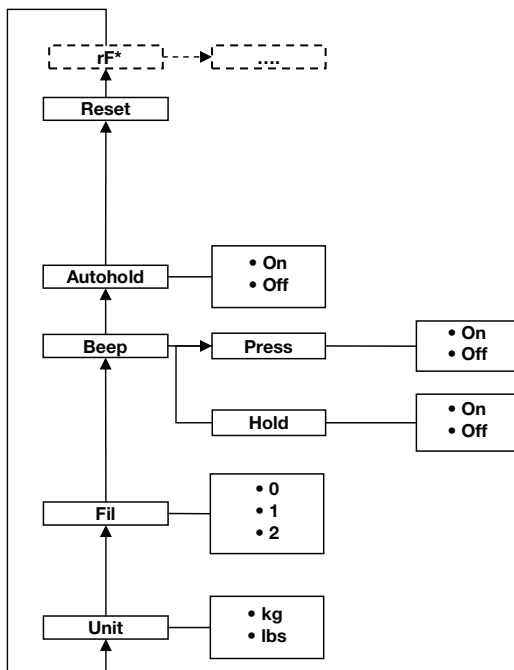 rF*
....
Reset
Autohold
• On
• Off
Beep
Press
• On
• Off
Hold
• On
• Off
Fil
• 0
• 1
• 2
Unit
• kg
• lbs